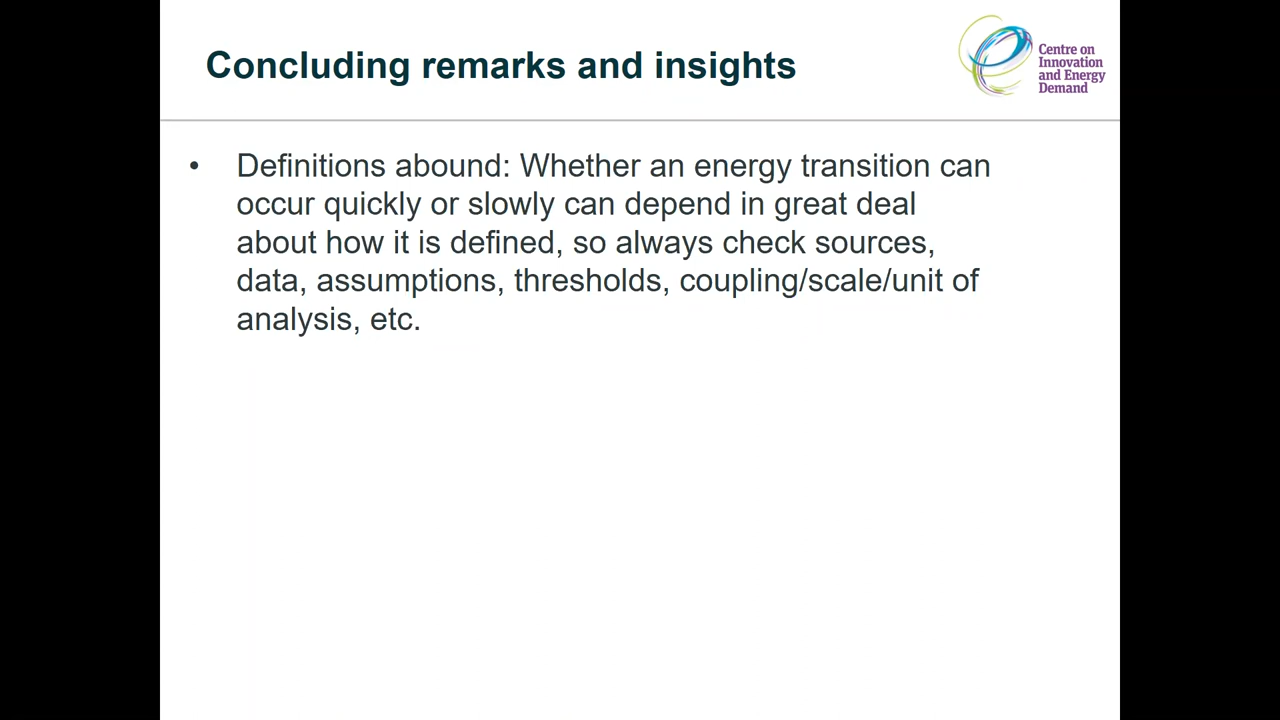 Concluding remarks and insights
Centre on
Innovation
and Energy
Demand
• Definitions abound: Whether an energy transition can
occur quickly or slowly can depend in great deal
about how it is defined, so always check sources,
data, assumptions, thresholds, coupling/scale/unit of
analysis, etc.